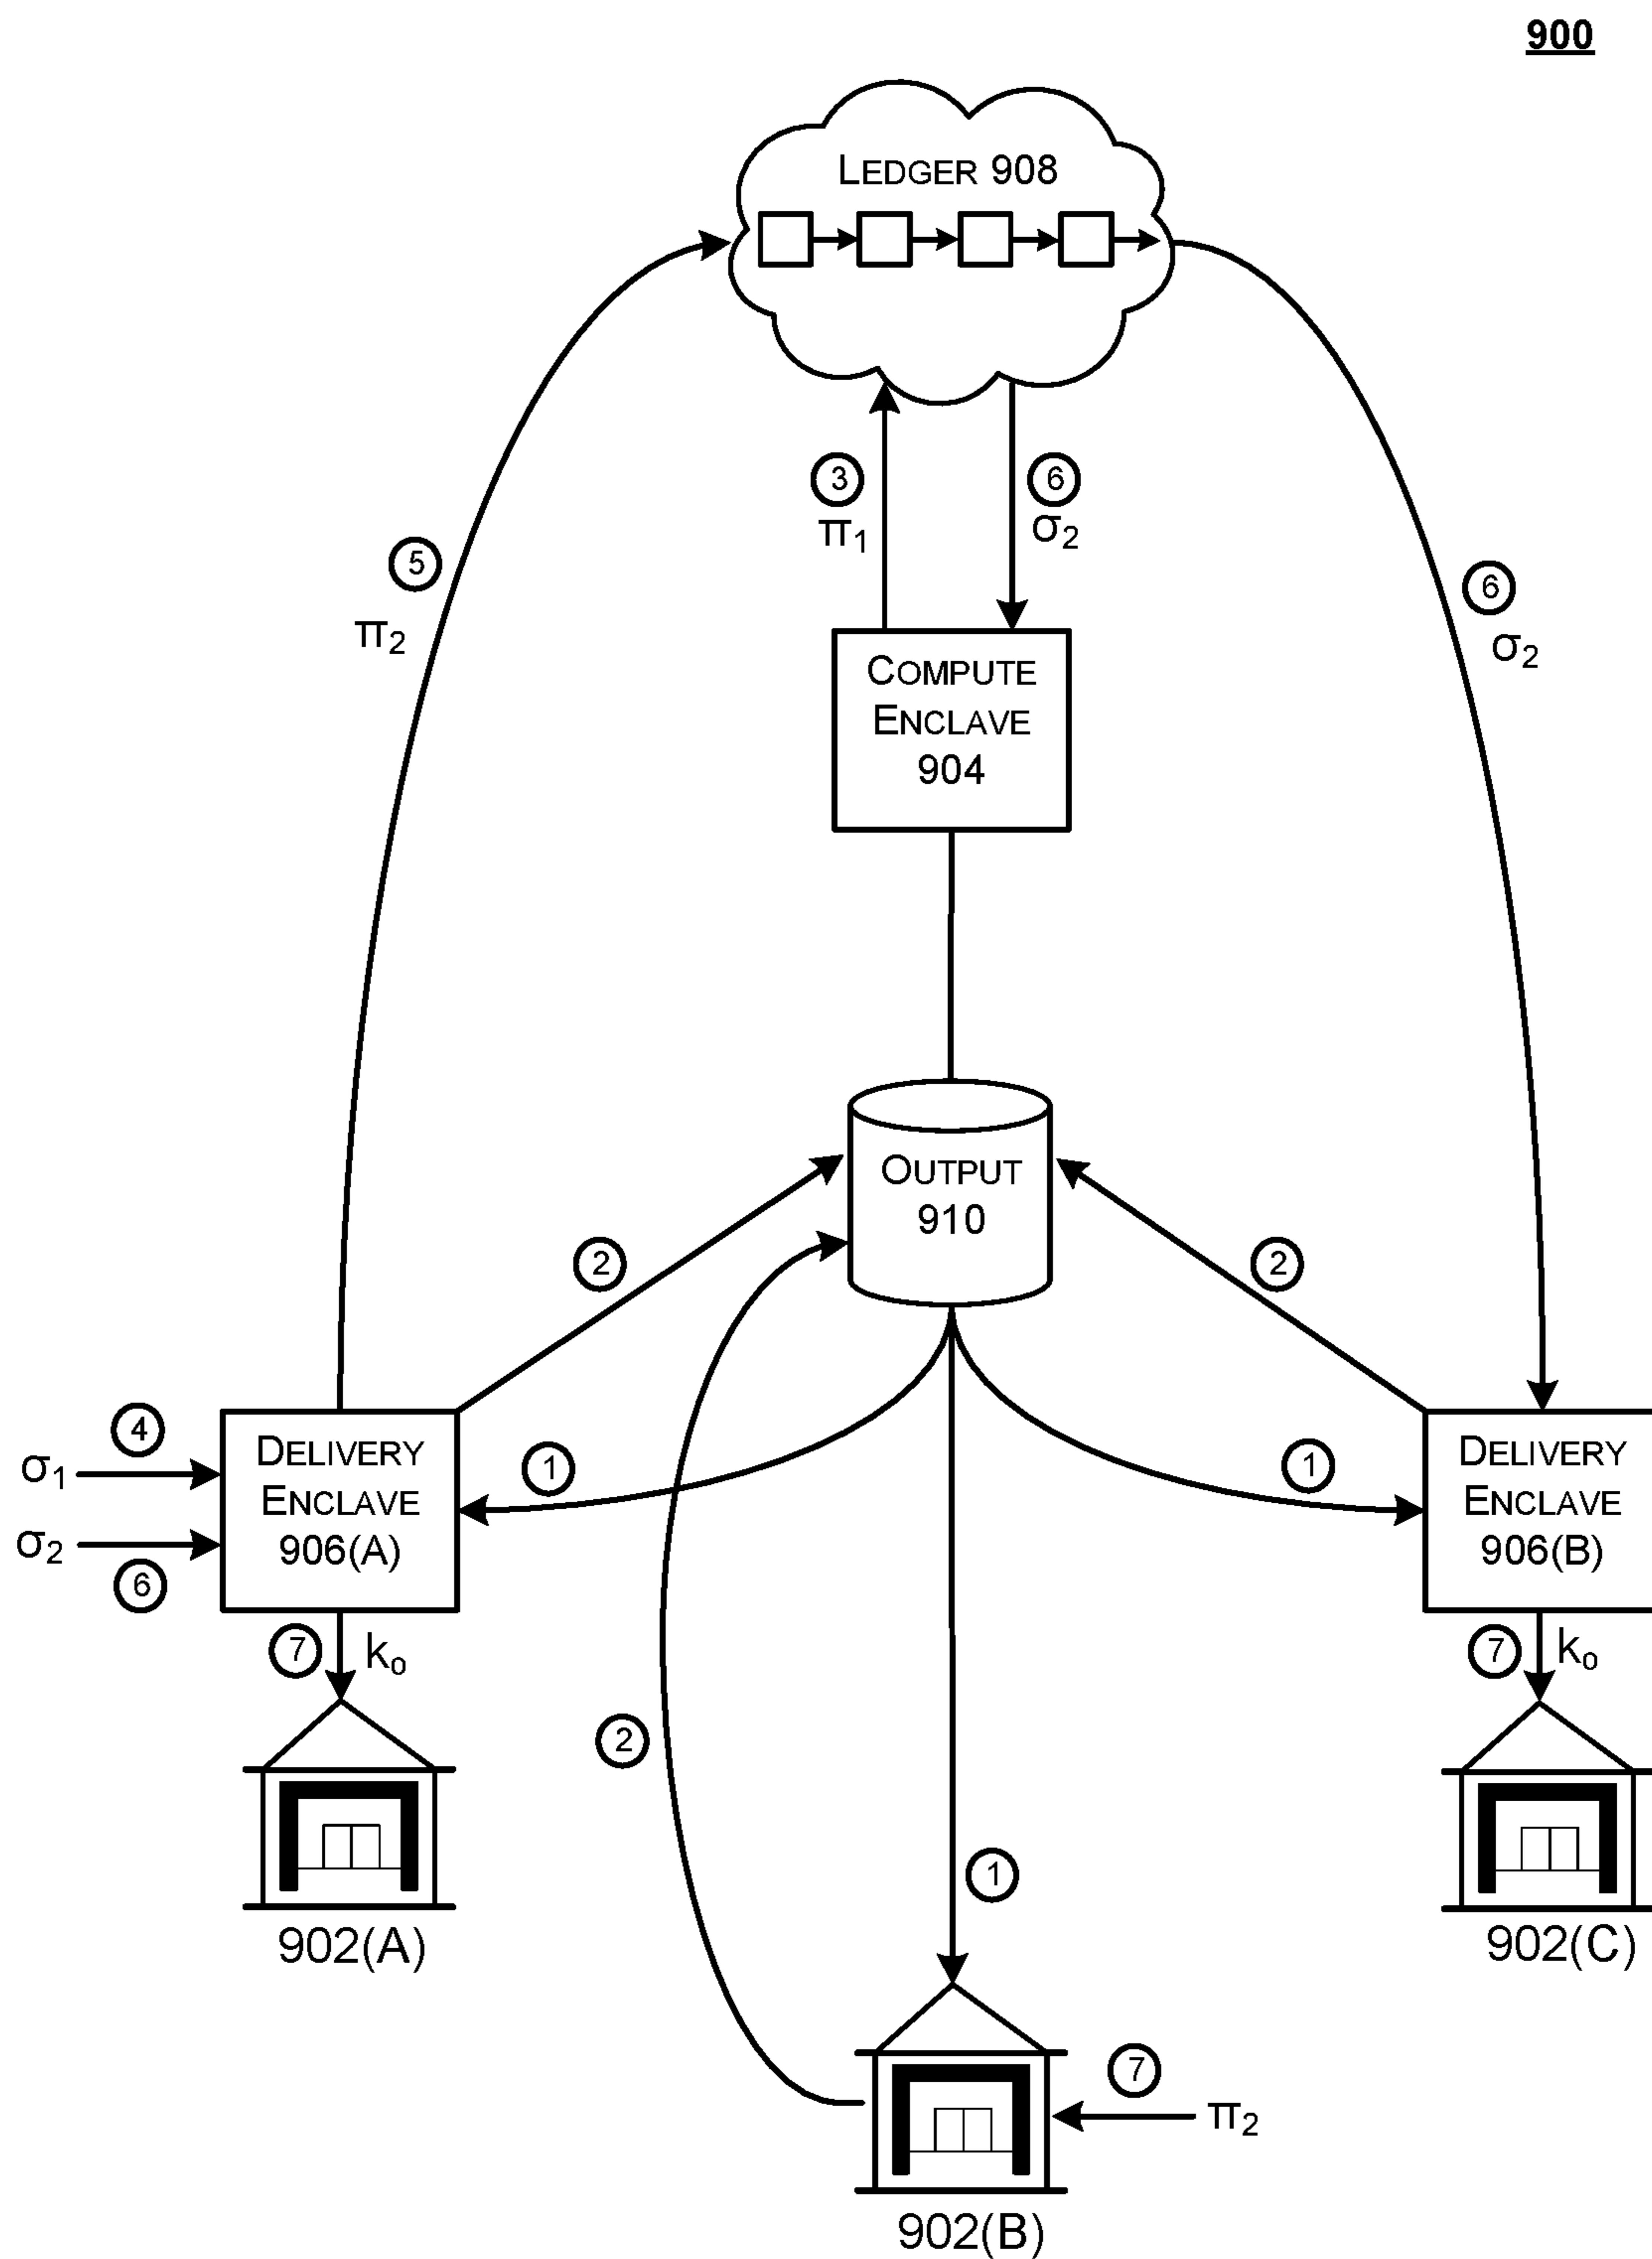 900
LEDGER 908
3
π1
6
σ2
5
π2
6
σ2
COMPUTE
ENCLAVE
904
OUTPUT
910
2
2
4
σ1
σ2
6
DELIVERY
ENCLAVE
906(A)
1
1
DELIVERY
ENCLAVE
906(B)
7
ko
7
ko
2
1
902(A)
902(C)
7
π2
902(B)